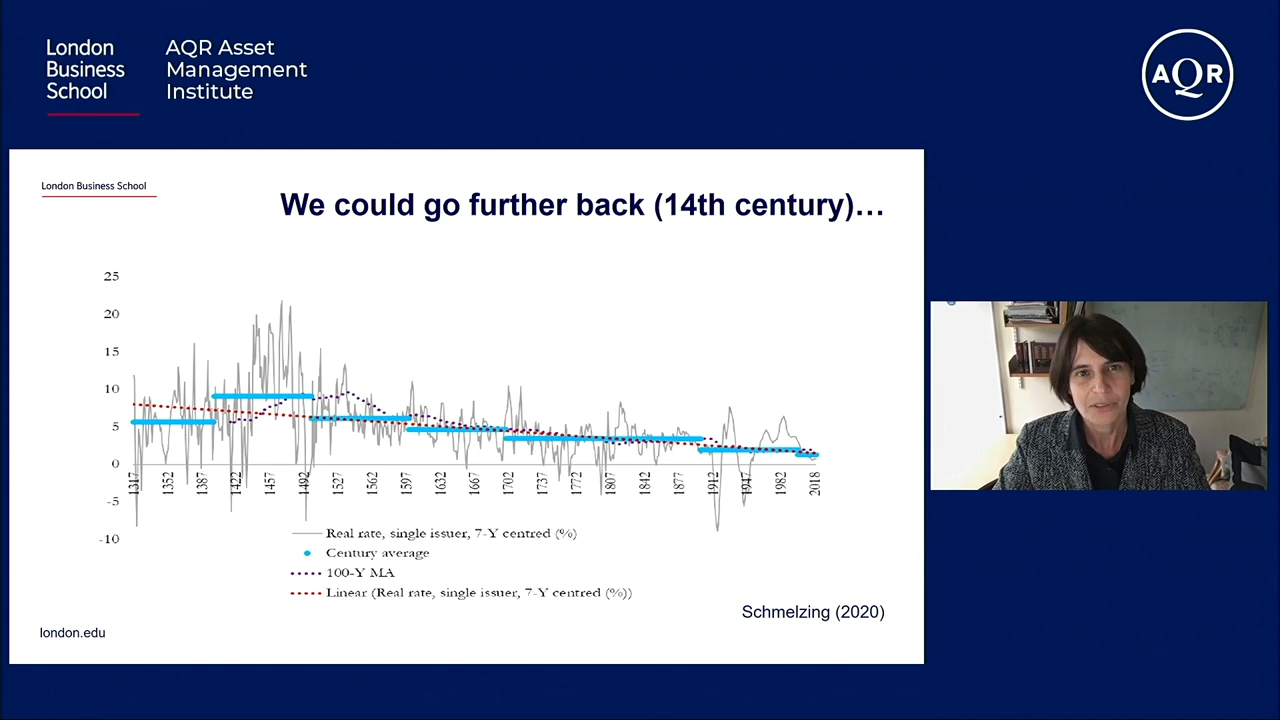 London
Business
School
AQR Asset
Management
Institute
AQR
London Business School
We could go further back (14th century)…
25
20
15
10
5
0
-5
-10
1317 1352 1387 1422 1457 1492 1527 1562 1597 1632 1667 1702 1737 1772 1807 1842 1877 1912 1947 1982 2018
Real rate, single issuer, 7-Y centred (%)
Century average
100-Y MA
Linear (Real rate, single issuer, 7-Y centred (%))
Schmelzing (2020)
london.edu